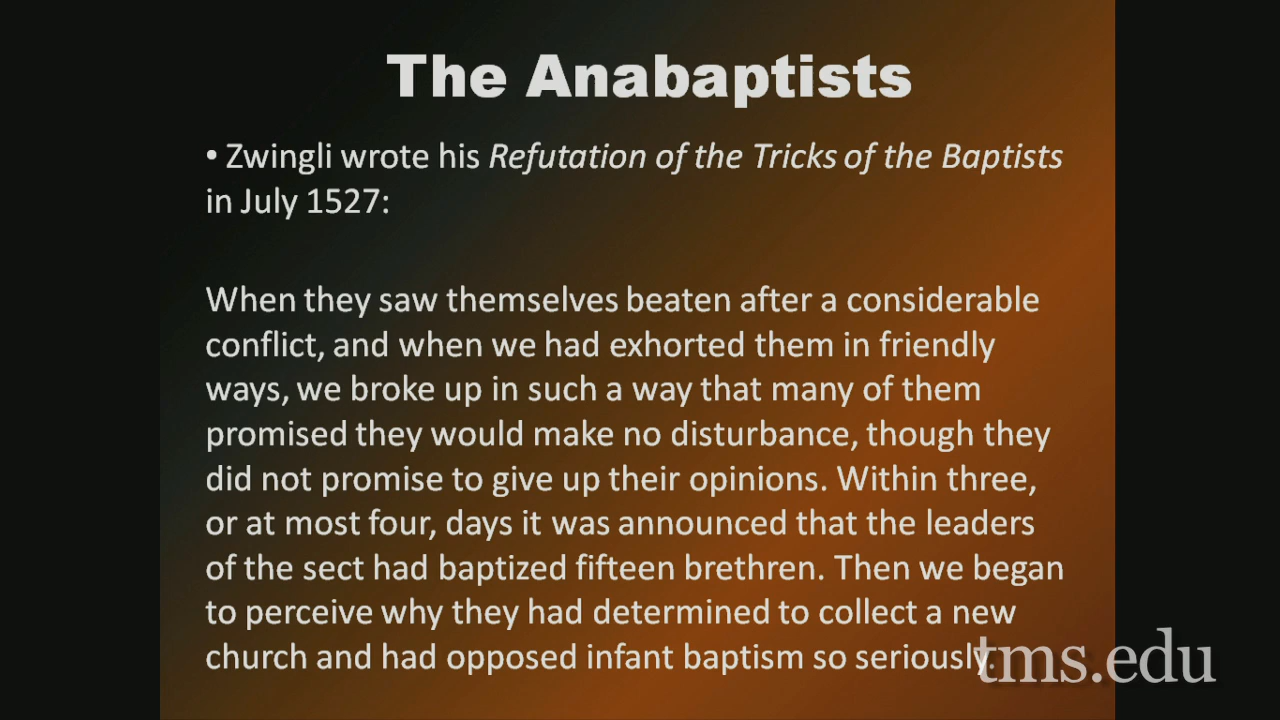 The Anabaptists
• Zwingli wrote his Refutation of the Tricks of the Baptists
in July 1527:
When they saw themselves beaten after a considerable
conflict, and when we had exhorted them in friendly
ways, we broke up in such a way that many of them
promised they would make no disturbance, though they
did not promise to give up their opinions. Within three,
or at most four, days it was announced that the leaders
of the sect had baptized fifteen brethren. Then we began
to perceive why they had determined to collect a new
church and had opposed infant baptism so seriously.
tms.edu